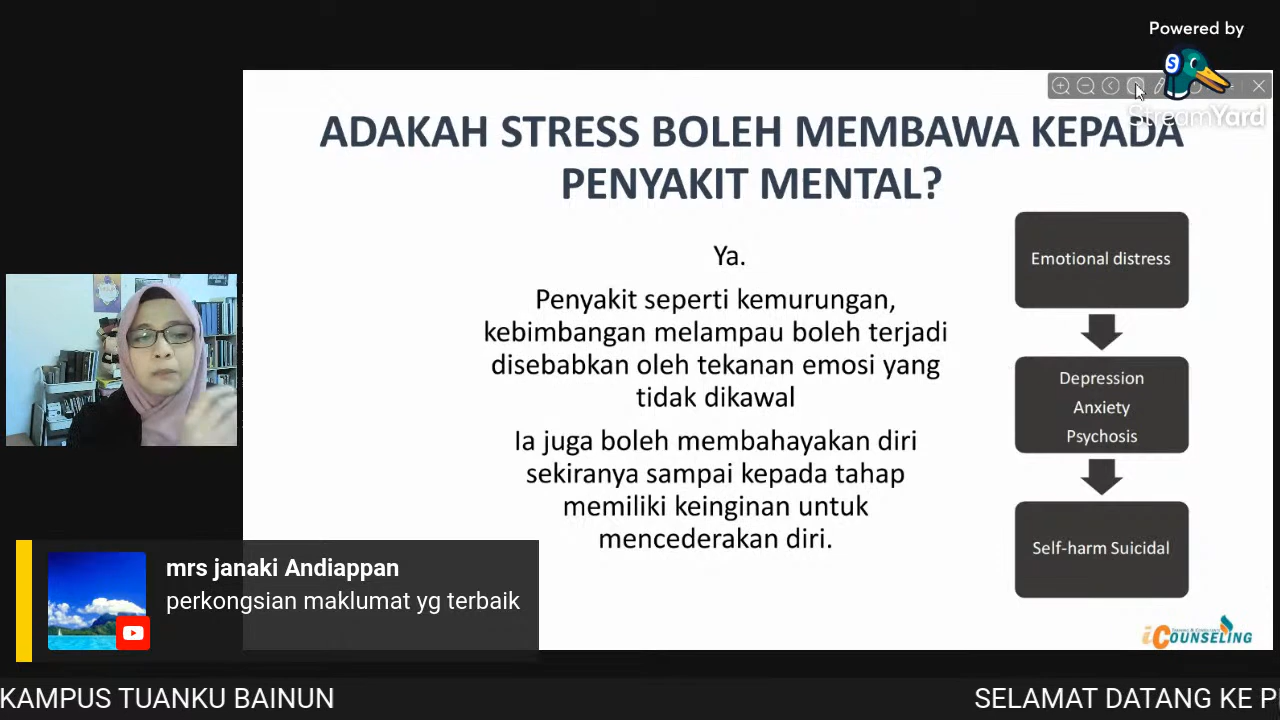 Powered by
S
StreamYard
ADAKAH STRESS BOLEH MEMBAWA KEPADA
PENYAKIT MENTAL?
Ya.
Penyakit seperti kemurungan,
kebimbangan melampau boleh terjadi
disebabkan oleh tekanan emosi yang
tidak dikawal
Ia juga boleh membahayakan diri
sekiranya sampai kepada tahap
memiliki keinginan untuk
mencederakan diri.
Emotional distress
Depression
Anxiety
Psychosis
Self-harm Suicidal
iCOUNSELING
mrs janaki Andiappan
perkongsian maklumat yg terbaik
KAMPUS TUANKU BAINUN
SELAMAT DATANG KE